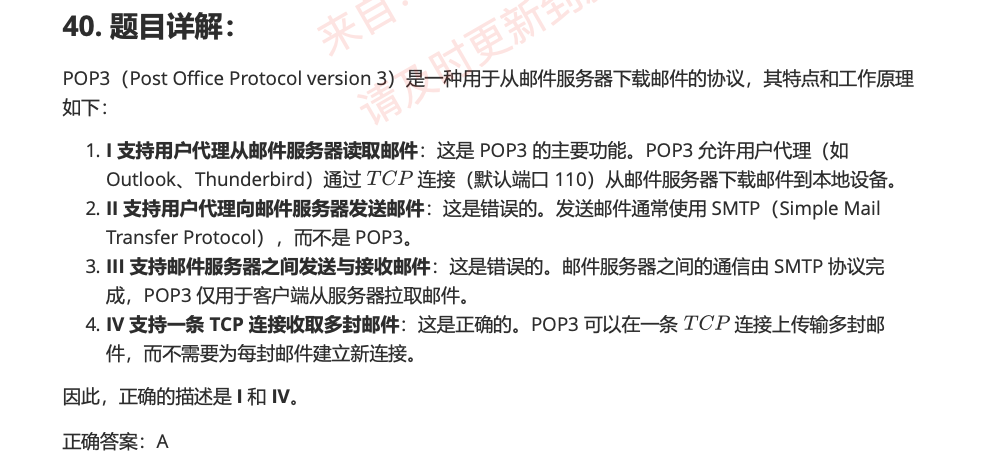 40. 题目详解：
来自：
请及时更新到
POP3（Post Office Protocol version 3）是一种用于从邮件服务器下载邮件的协议，其特点和工作原理
如下：
1. I 支持用户代理从邮件服务器读取邮件：这是 POP3 的主要功能。POP3 允许用户代理（如
Outlook、Thunderbird）通过 TCP 连接（默认端口 110）从邮件服务器下载邮件到本地设备。
2. II 支持用户代理向邮件服务器发送邮件：这是错误的。发送邮件通常使用 SMTP（Simple Mail
Transfer Protocol），而不是 POP3。
3. III 支持邮件服务器之间发送与接收邮件：这是错误的。邮件服务器之间的通信由 SMTP 协议完
成，POP3 仅用于客户端从服务器拉取邮件。
4. IV 支持一条 TCP 连接收取多封邮件：这是正确的。POP3 可以在一条 TCP 连接上传输多封邮
件，而不需要为每封邮件建立新连接。
因此，正确的描述是 I 和 IV。
正确答案：A